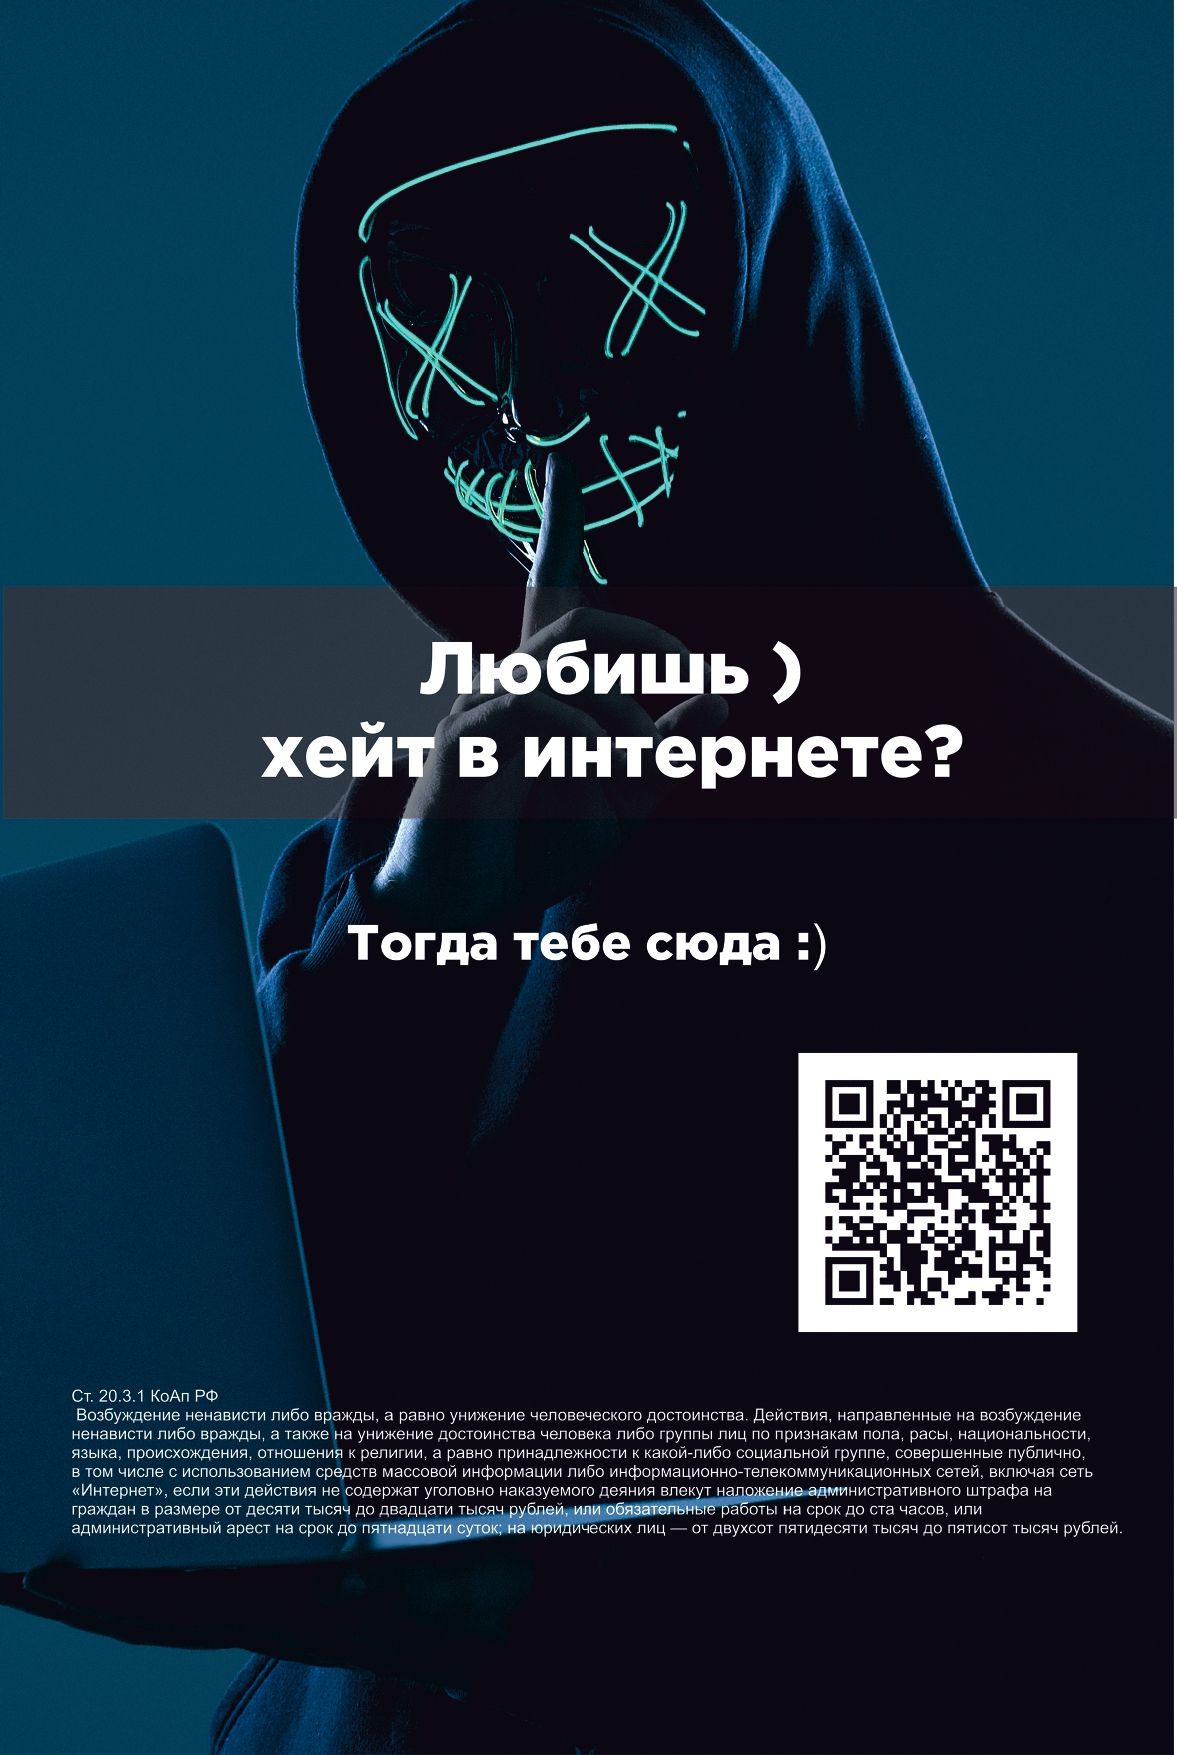 Любишь )
хейт в интернете?
Тогда тебе сюда :)
Ст. 20.3.1 КоАп РФ
Возбуждение ненависти либо вражды, а равно унижение человеческого достоинства. Действия, направленные на возбуждение
ненависти либо вражды, а также на унижение достоинства человека либо группы лиц по признакам пола, расы, национальности,
языка, происхождения, отношения к религии, а равно принадлежности к какой-либо социальной группе, совершенные публично,
в том числе с использованием средств массовой информации либо информационно-телекоммуникационных сетей, включая сеть
«Интернет», если эти действия не содержат уголовно наказуемого деяния влекут наложение административного штрафа на
граждан в размере от десяти тысяч до двадцати тысяч рублей, или обязательные работы на срок до ста часов, или
административный арест на срок до пятнадцати суток; на юридических лиц — от двухсот пятидесяти тысяч до пятисот тысяч рублей.